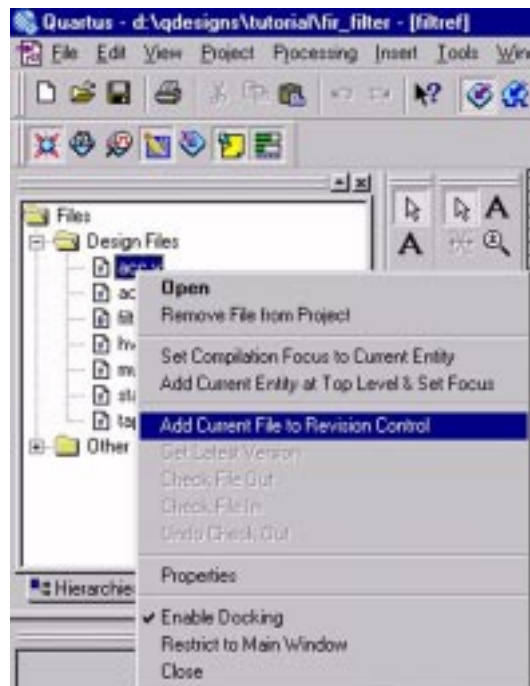 Quartus - d:\qdesigns\tutorial\fir_filter - [filtref]
File Edit View Project Processing Insert Tools
Files
Design Files
acc.v
Other
Open
Remove File from Project
Set Compilation Focus to Current Entity
Add Current Entity at Top Level & Set Focus
Add Current File to Revision Control
Get Latest Version
Check File Out
Check File In
Undo Check Out
Properties
Hierarchie
Enable Docking
Restrict to Main Window
Close